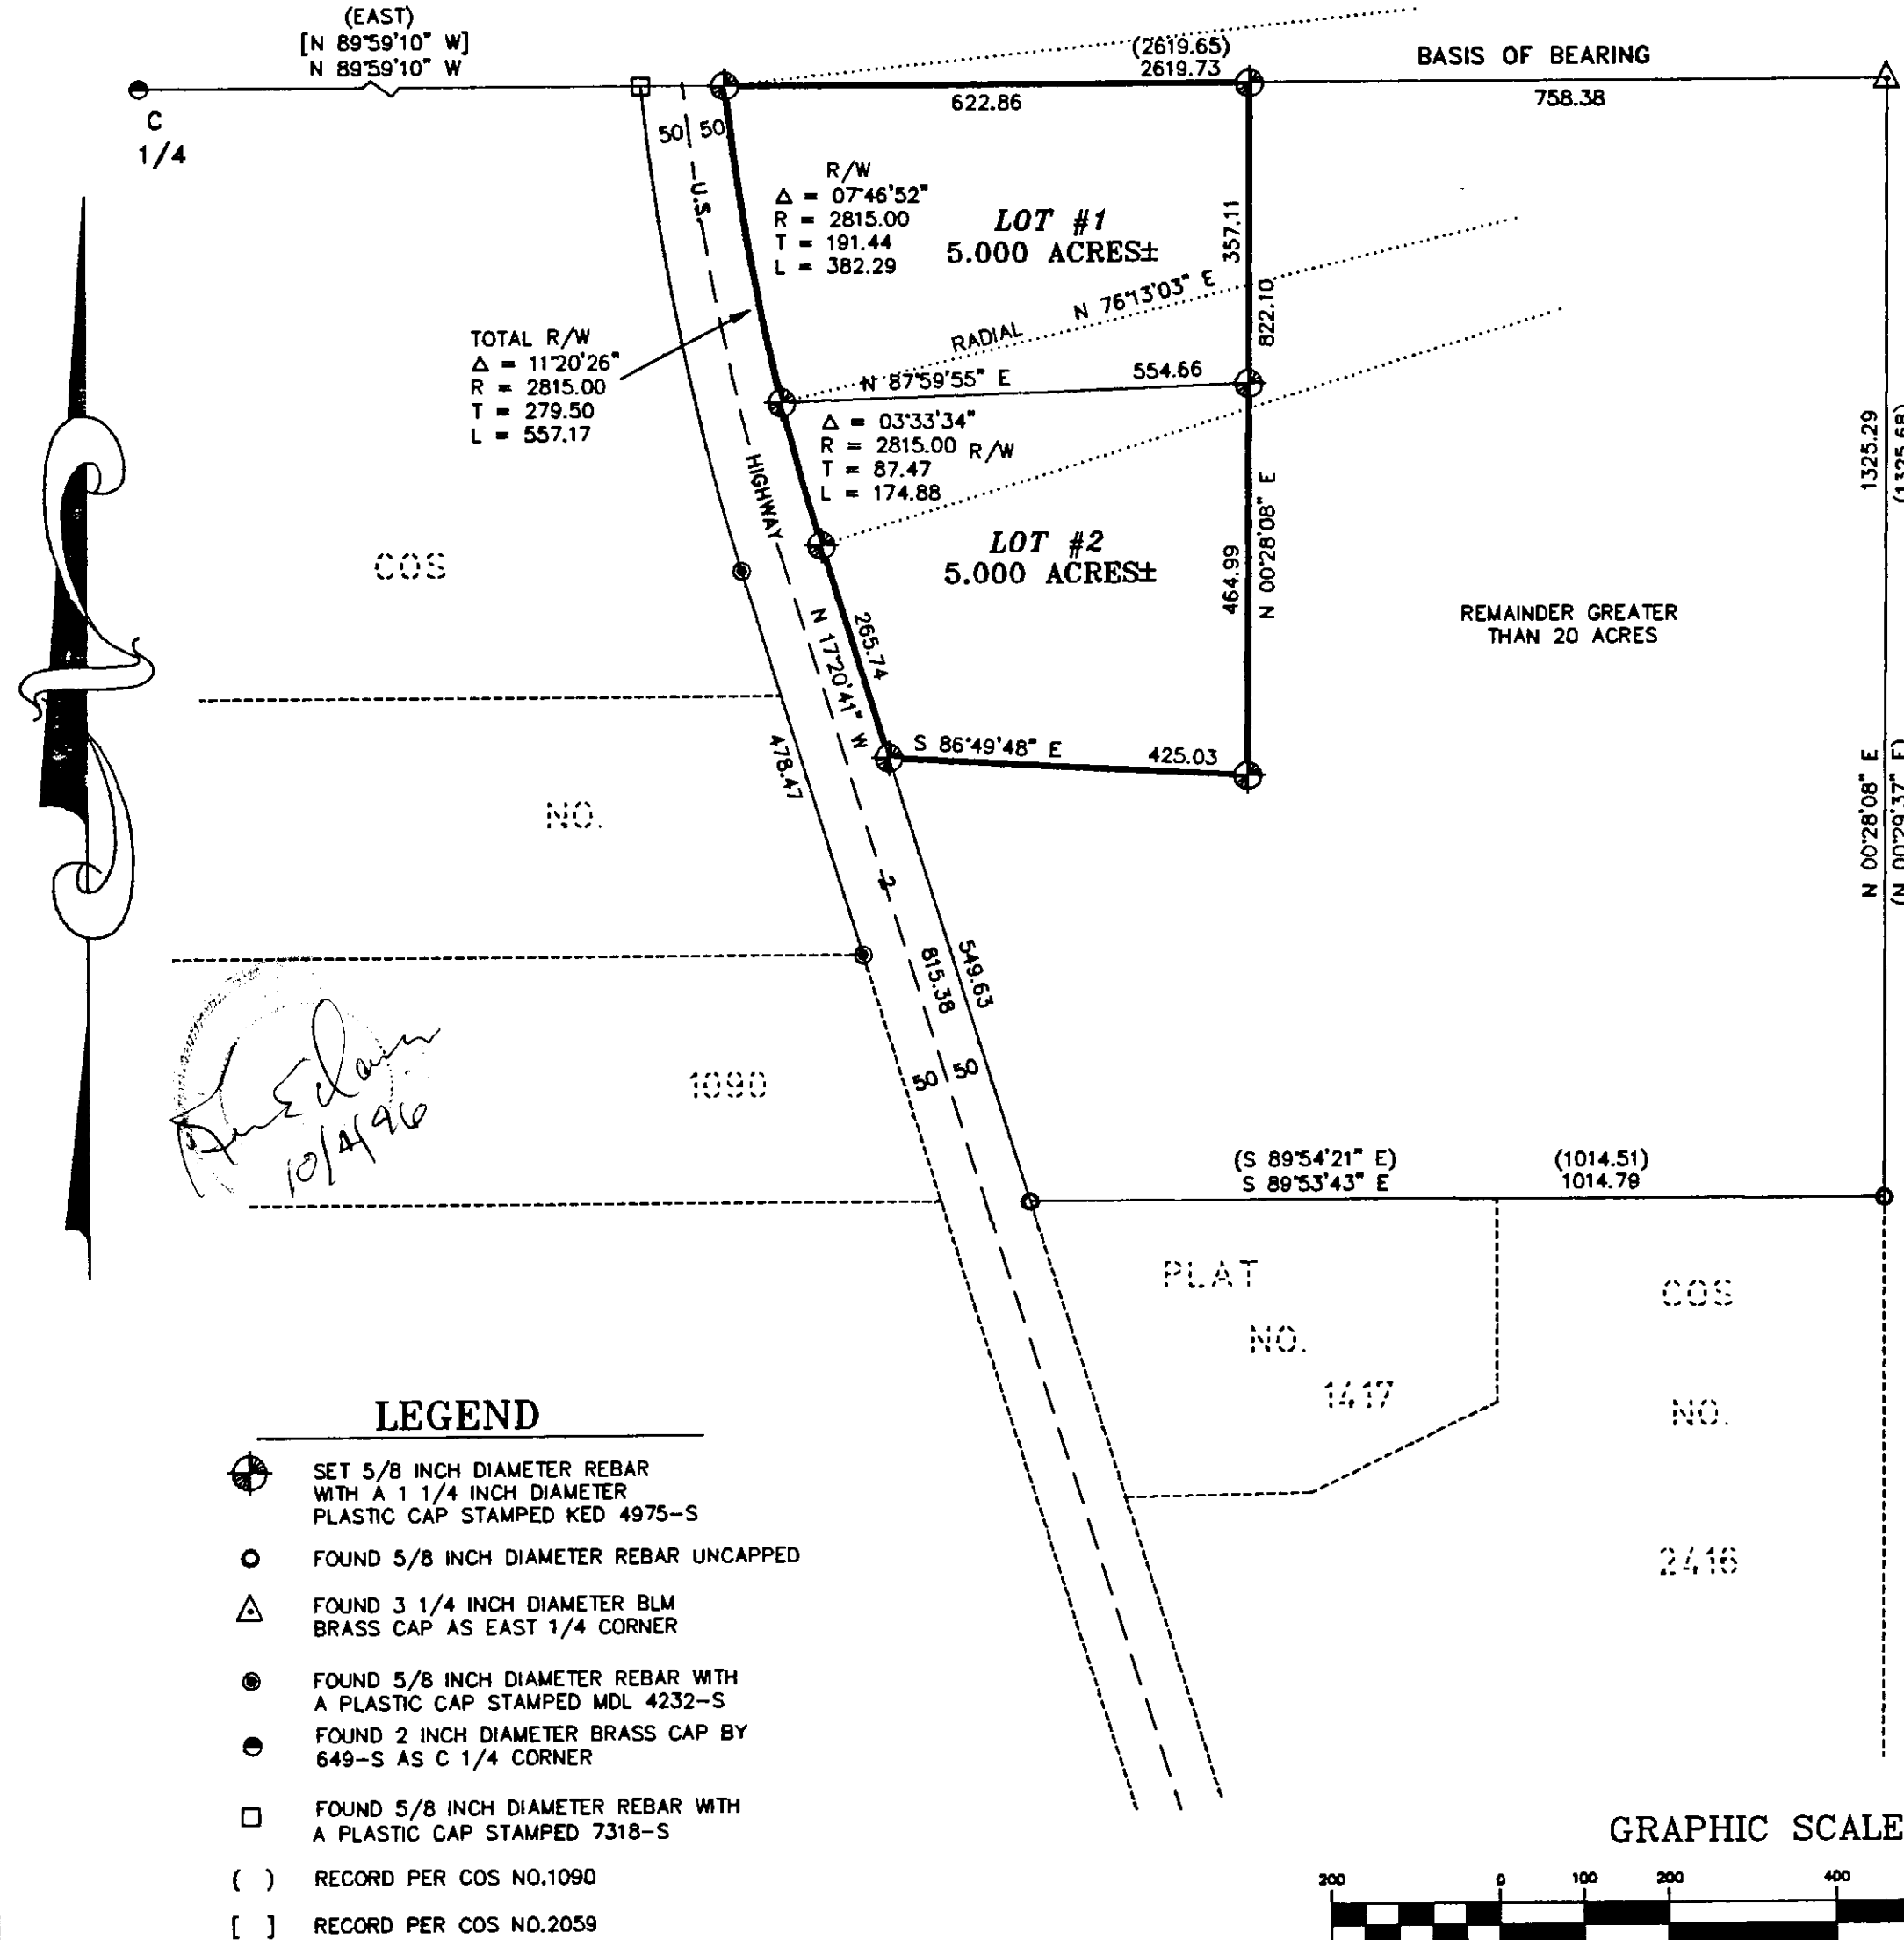 (EAST)
[N 89°59'10" W]
N 89°59'10" W
(2619.65)
2619.73
BASIS OF BEARING
622.86
758.38
C
1/4
50 50
R/W
Δ = 07°46'52"
R = 2815.00
T = 191.44
L = 382.29
LOT #1
5.000 ACRES±
357.11
822.10
U.S.
HIGHWAY
2
TOTAL R/W
Δ = 11°20'26"
R = 2815.00
T = 279.50
L = 557.17
RADIAL N 76°13'03" E
N 87°59'55" E 554.66
Δ = 03°33'34"
R = 2815.00 R/W
T = 87.47
L = 174.88
LOT #2
5.000 ACRES±
464.99
N 00°28'08" E
1325.29
(1325.68)
REMAINDER GREATER
THAN 20 ACRES
265.74
N 17°20'41" W
478.47
S 86°49'48" E 425.03
N 00°28'08" E
(N 00°29'37" E)
COS
NO.
1090
815.38
549.63
50 50
10/4/96
(S 89°54'21" E) (1014.51)
S 89°53'43" E 1014.79
PLAT
NO.
1417
COS
NO.
2416
LEGEND
SET 5/8 INCH DIAMETER REBAR
WITH A 1 1/4 INCH DIAMETER
PLASTIC CAP STAMPED KED 4975-S
FOUND 5/8 INCH DIAMETER REBAR UNCAPPED
FOUND 3 1/4 INCH DIAMETER BLM
BRASS CAP AS EAST 1/4 CORNER
FOUND 5/8 INCH DIAMETER REBAR WITH
A PLASTIC CAP STAMPED MDL 4232-S
FOUND 2 INCH DIAMETER BRASS CAP BY
649-S AS C 1/4 CORNER
FOUND 5/8 INCH DIAMETER REBAR WITH
A PLASTIC CAP STAMPED 7318-S
( ) RECORD PER COS NO.1090
[ ] RECORD PER COS NO.2059
GRAPHIC SCALE
200 0 100 200 400